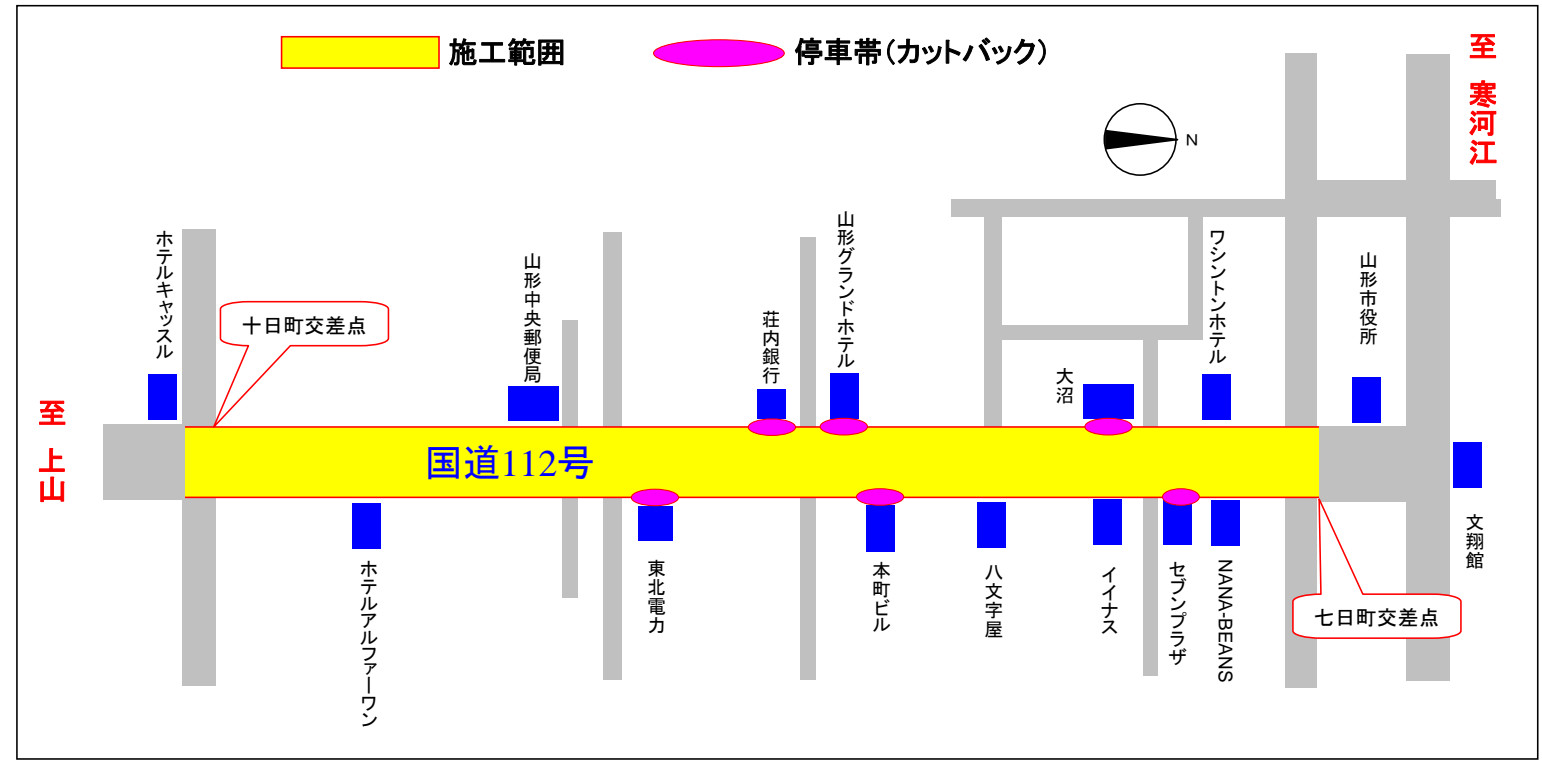 施工範囲
停車帯(カットバック)
至 寒河江
N
ホテルキャッスル
十日町交差点
山形中央郵便局
荘内銀行
山形グランドホテル
大沼
ワシントンホテル
山形市役所
至 上山
国道112号
ホテルアルファーワン
東北電力
本町ビル
八文字屋
イイナス
セブンプラザ
NANA-BEANS
七日町交差点
文翔館